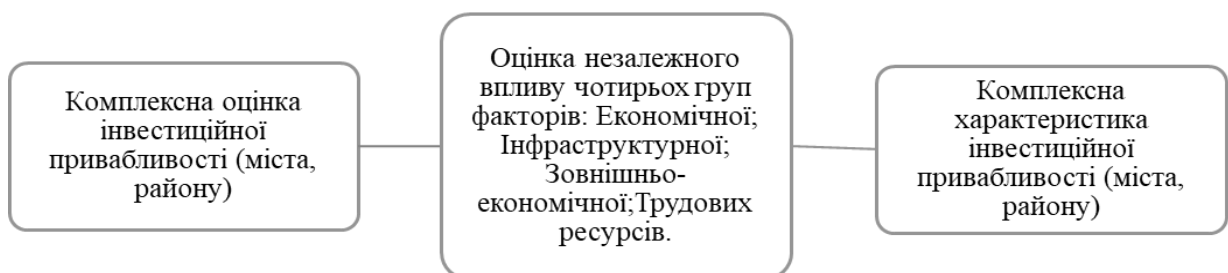 Комплексна оцінка
інвестиційної
привабливості (міста,
району)
Оцінка незалежного
впливу чотирьох груп
факторів: Економічної;
Інфраструктурної;
Зовнішньо-
економічної;Трудових
ресурсів.
Комплексна
характеристика
інвестиційної
привабливості (міста,
району)